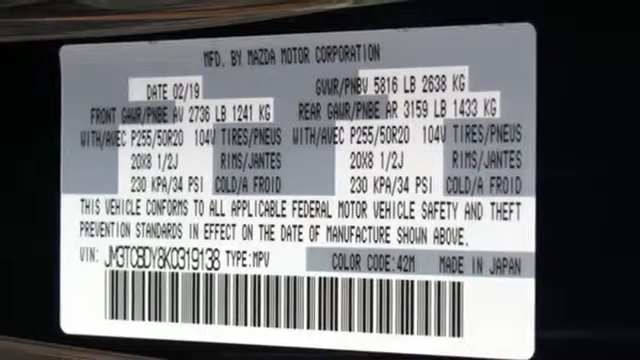 MFD. BY MAZDA MOTOR CORPORATION
DATE 02/19 GVWR/PNBV 5816 LB 2638 KG
FRONT GAWR/PNBE AV 2736 LB 1241 KG REAR GAWR/PNBE AR 3159 LB 1433 KG
WITH/AVEC P255/50R20 104V TIRES/PNEUS WITH/AVEC P255/50R20 104V TIRES/PNEUS
20X8 1/2J RIMS/JANTES 20X8 1/2J RIMS/JANTES
230 KPA/34 PSI COLD/A FROID 230 KPA/34 PSI COLD/A FROID
THIS VEHICLE CONFORMS TO ALL APPLICABLE FEDERAL MOTOR VEHICLE SAFETY AND THEFT
PREVENTION STANDARDS IN EFFECT ON THE DATE OF MANUFACTURE SHOWN ABOVE.
VIN: JM3TCBDY8K0319138 TYPE:MPV COLOR CODE:42M MADE IN JAPAN